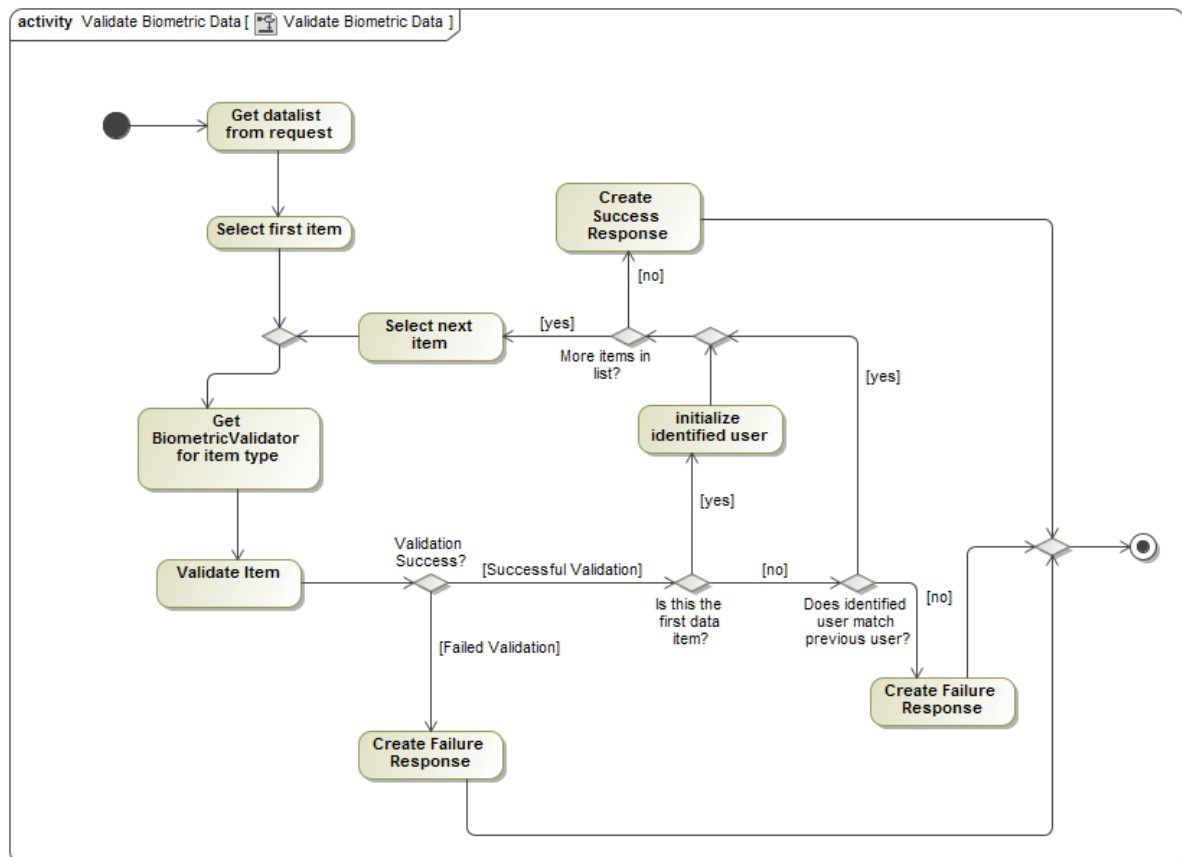 activity Validate Biometric Data [ Validate Biometric Data ]
Get datalist
from request
Select first item
Create
Success
Response
[no]
Select next
item
[yes]
More items in
list?
[yes]
Get
BiometricValidator
for item type
initialize
identified user
[yes]
Validation
Success?
Validate Item
[Successful Validation]
[no]
Is this the
first data
item?
Does identified
user match
previous user?
[no]
[Failed Validation]
Create Failure
Response
Create Failure
Response